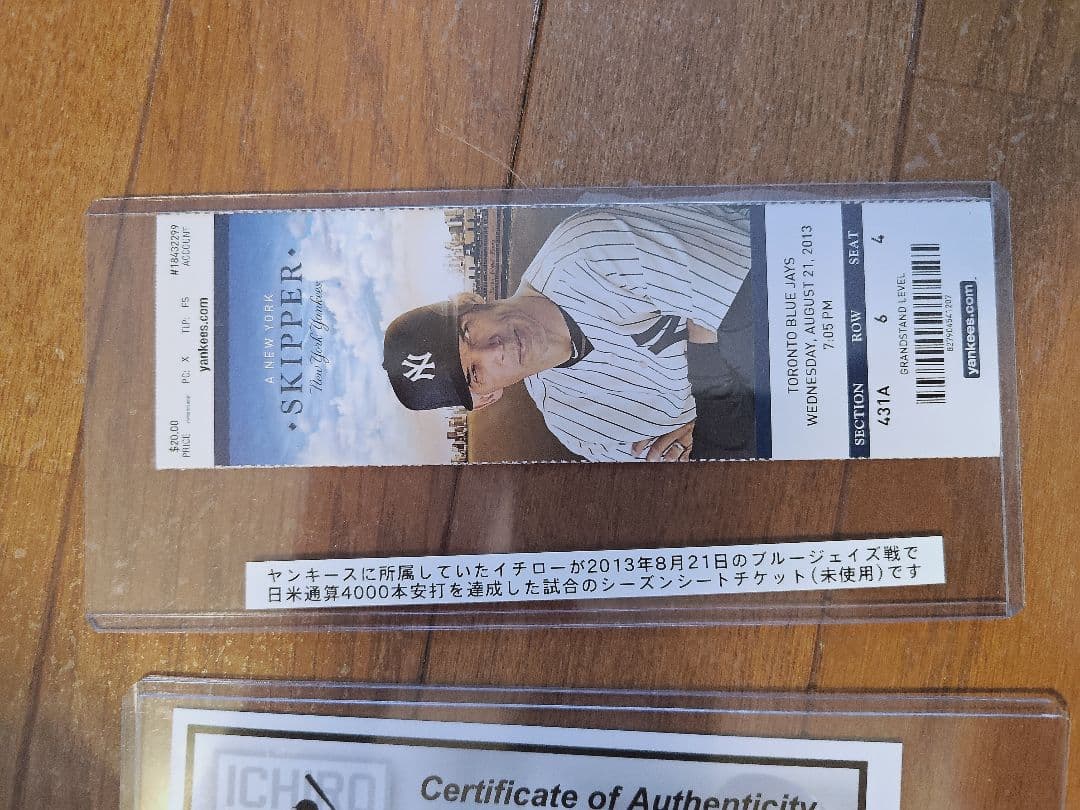 #18432299
ACCOUNT
TLP: FS
PC: X
$20.00
PRICE
yankees.com
A NEW YORK
SKIPPER
New York Yankees
NY
NY
TORONTO BLUE JAYS
WEDNESDAY, AUGUST 21, 2013
7:05 PM
SECTION ROW SEAT
431A 6 4
GRANDSTAND LEVEL
yankees.com
ヤンキースに所属していたイチローが2013年8月21日のブルージェイズ戦で
日米通算4000本安打を達成した試合のシーズンシートチケット(未使用)です
ICHIRO
Certificate of Authenticity